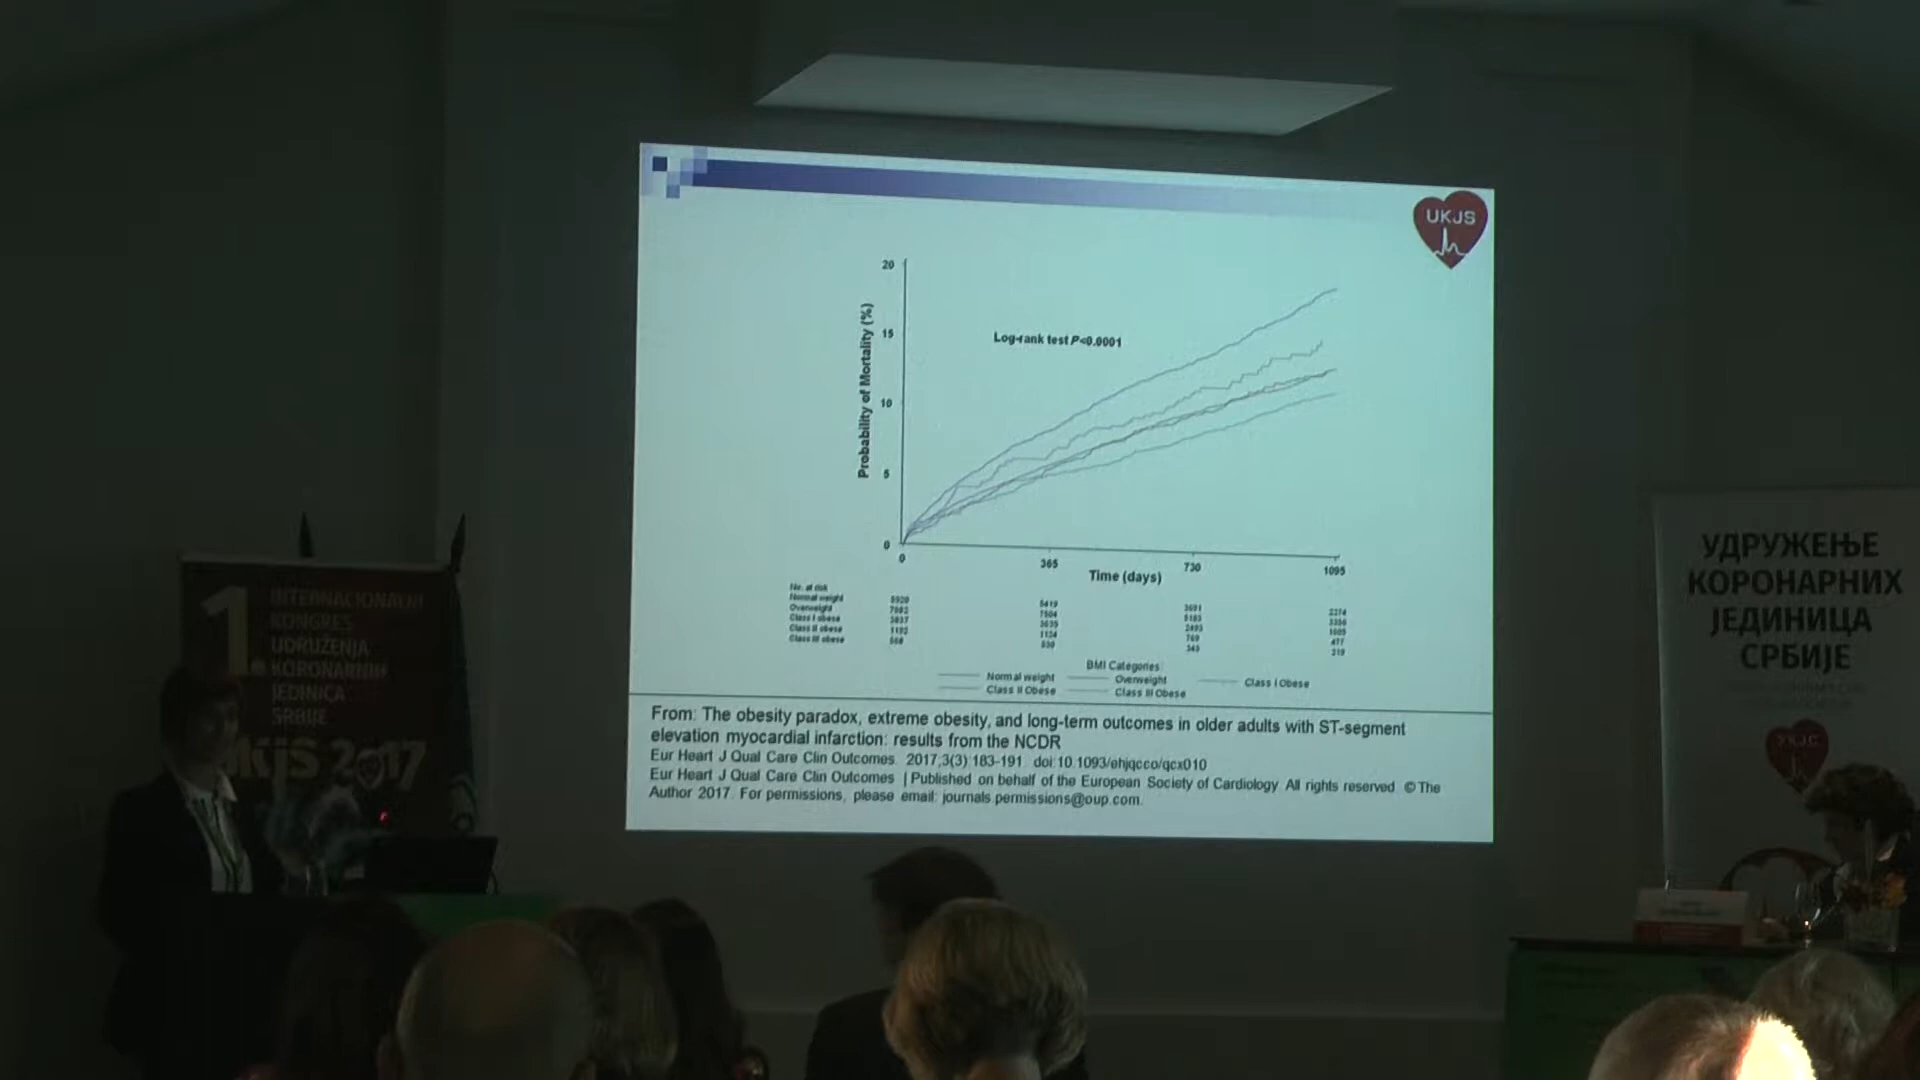 UKJS
20
15
10
5
0
Probability of Mortality (%)
Log-rank test P<0.0001
0
365
730
1095
Time (days)
No. at risk
Normal weight
Overweight
Class I obese
Class II obese
Class III obese
BMI Categories
Normal weight Overweight Class I Obese
Class II Obese Class III Obese
From: The obesity paradox, extreme obesity, and long-term outcomes in older adults with ST-segment
elevation myocardial infarction: results from the NCDR
Eur Heart J Qual Care Clin Outcomes. 2017;3(3):183-191. doi:10.1093/ehjqcco/qcx010
Eur Heart J Qual Care Clin Outcomes | Published on behalf of the European Society of Cardiology. All rights reserved. © The
Author 2017. For permissions, please email: journals.permissions@oup.com.
1.
INTERNACIONALNI
KONGRES
UDRUŽENJA
KORONARNIH
JEDINICA
SRBIJE
UKJS 2017
УДРУЖЕЊЕ
КОРОНАРНИХ
ЈЕДИНИЦА
СРБИЈЕ